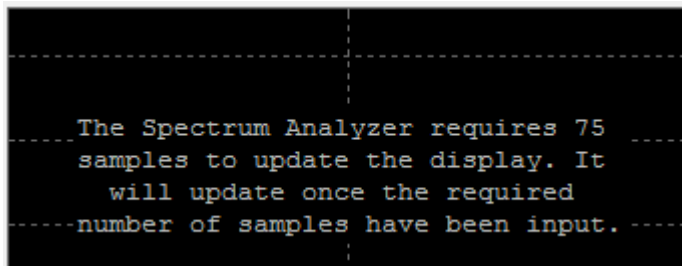 The Spectrum Analyzer requires 75
samples to update the display. It
will update once the required
number of samples have been input.